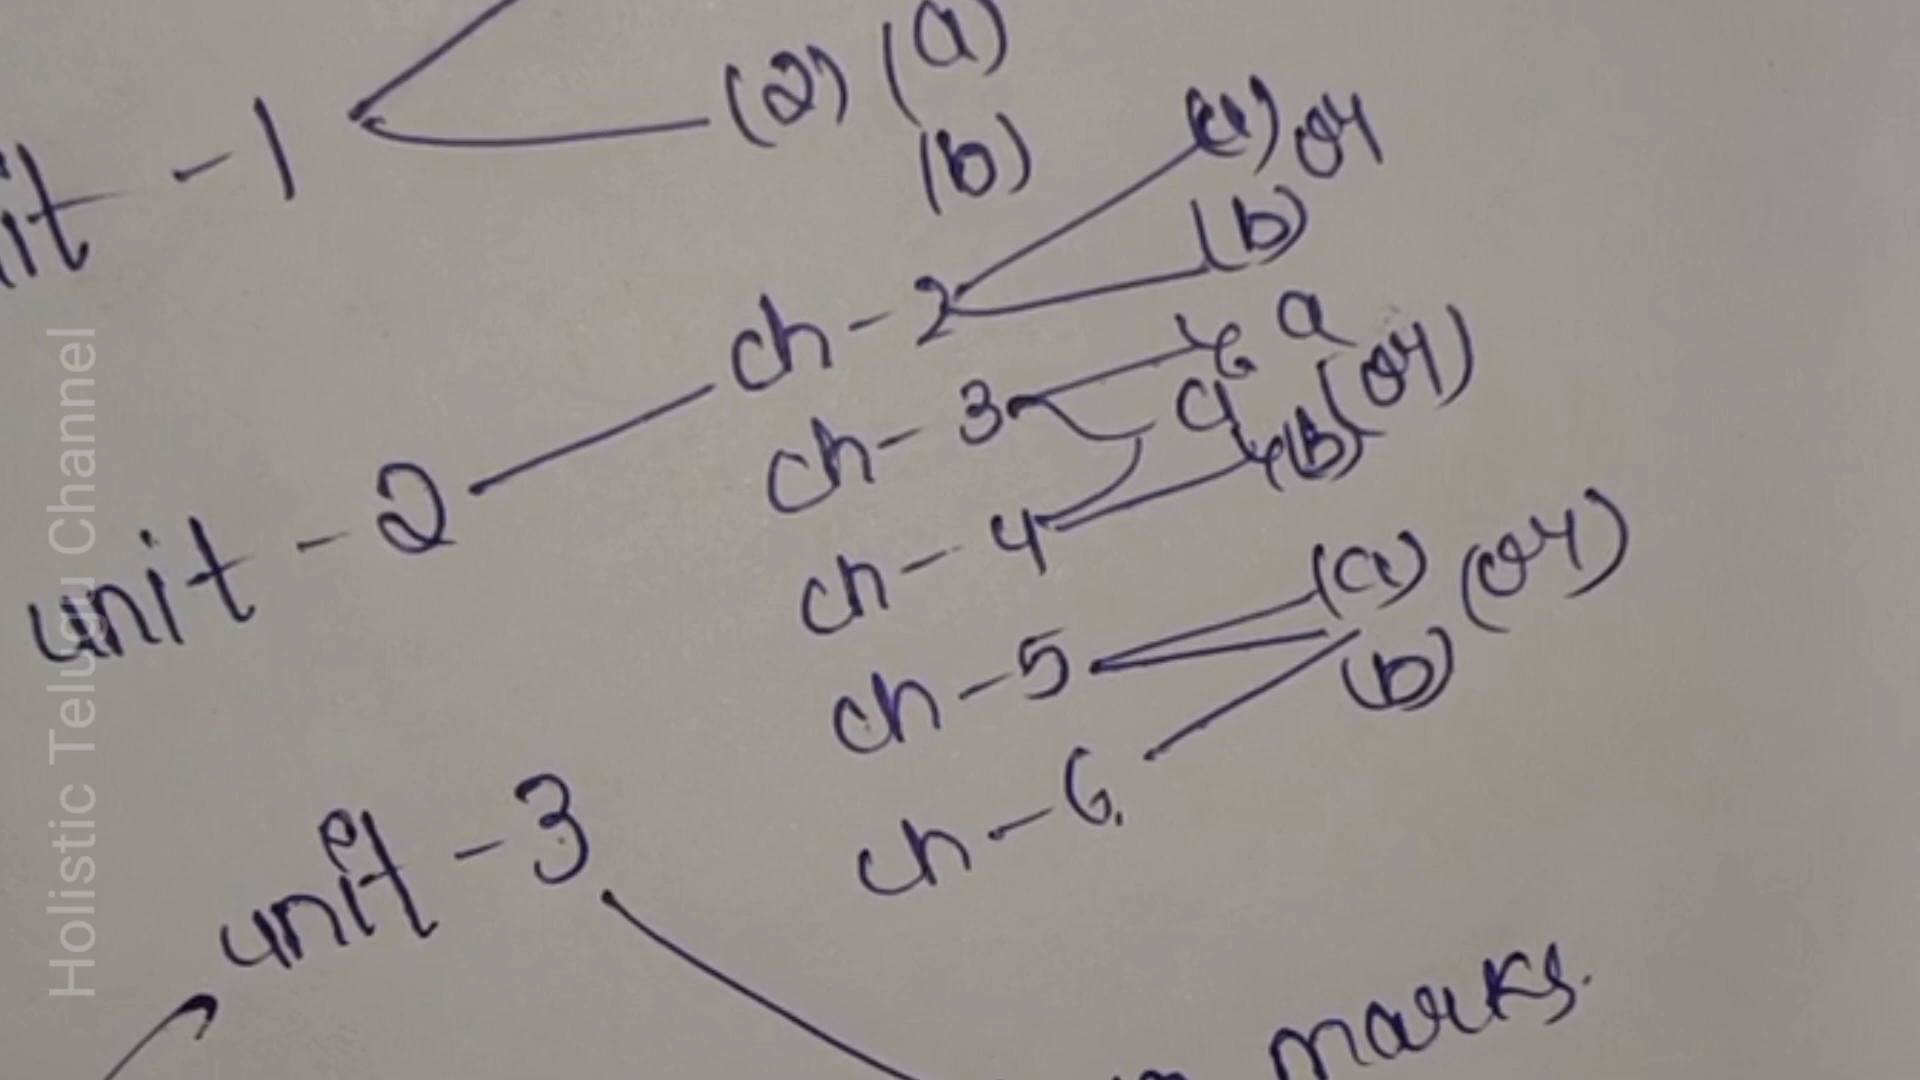 (a)
(2)
(b)
unit - 1
(a) or
(b)
ch - 2
a
ch - 3
(or)
(b)
unit - 2
ch - 4
(a) (or)
(b)
ch - 5
ch - 6.
unit - 3
marks.
Holistic Telugu Channel